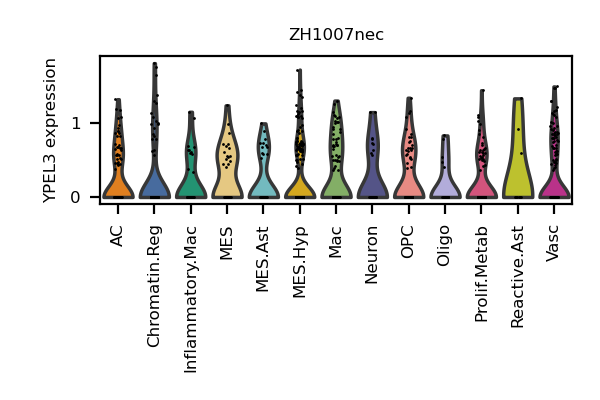 ZH1007nec
YPEL3 expression
1
0
AC
Chromatin.Reg
Inflammatory.Mac
MES
MES.Ast
MES.Hyp
Mac
Neuron
OPC
Oligo
Prolif.Metab
Reactive.Ast
Vasc